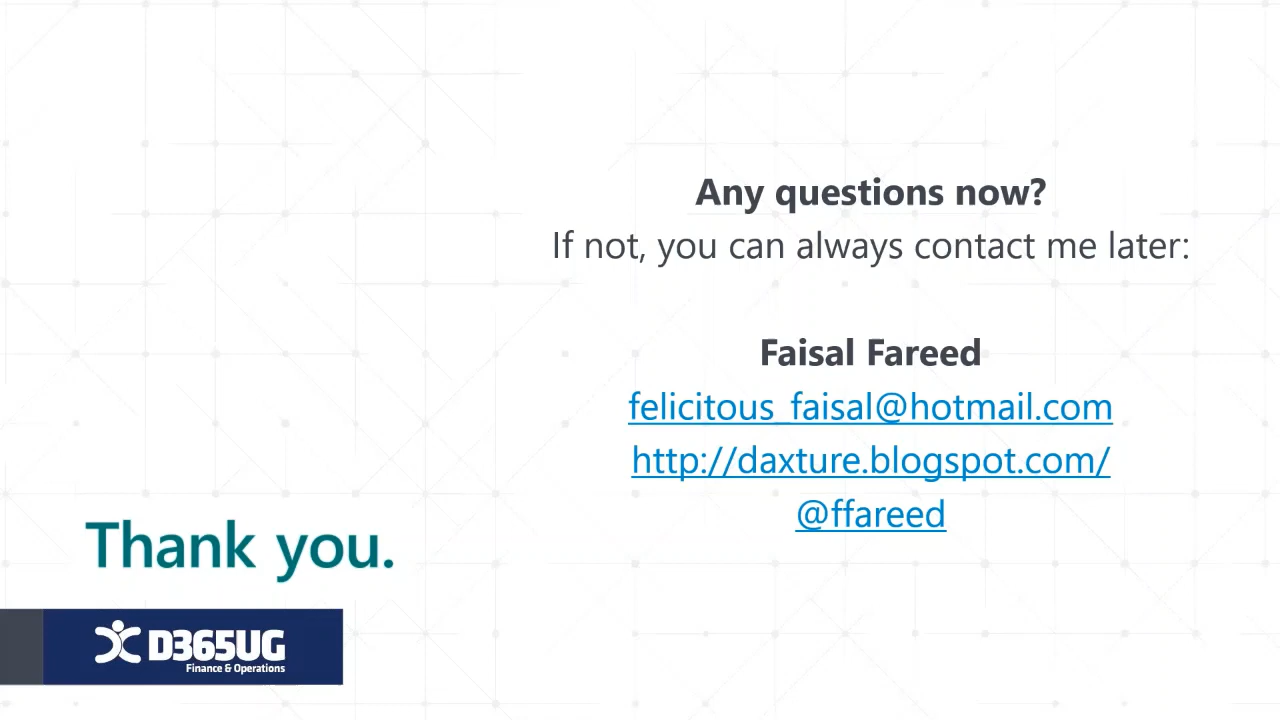 Any questions now?
If not, you can always contact me later:
Faisal Fareed
felicitous_faisal@hotmail.com
http://daxture.blogspot.com/
@ffareed
Thank you.
D365UG
Finance & Operations